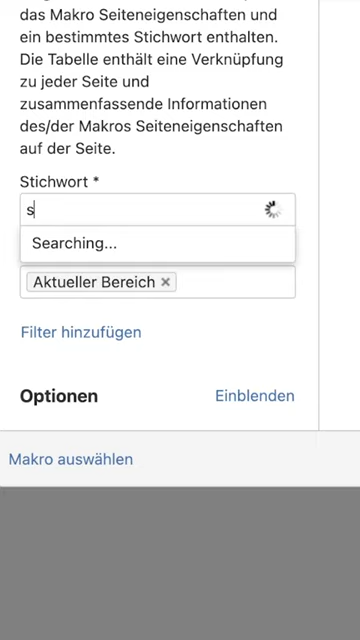 das Makro Seiteneigenschaften und
ein bestimmtes Stichwort enthalten.
Die Tabelle enthält eine Verknüpfung
zu jeder Seite und
zusammenfassende Informationen
des/der Makros Seiteneigenschaften
auf der Seite.
Stichwort *
s
Searching...
Aktueller Bereich ×
Filter hinzufügen
Optionen Einblenden
Makro auswählen